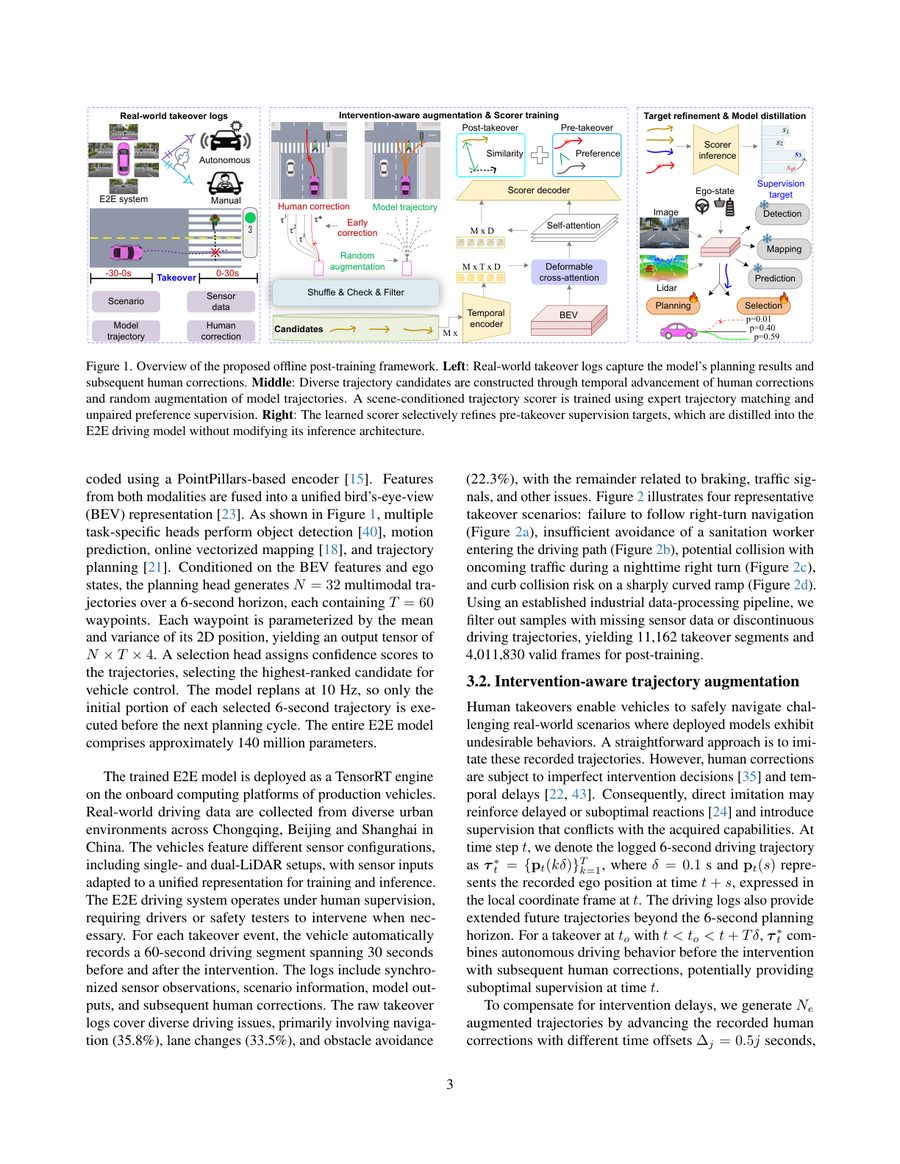 Real-world takeover logs
E2E system
Autonomous
Manual
3
-30-0s
Takeover
0-30s
Scenario
Sensor data
Model trajectory
Human correction
Intervention-aware augmentation & Scorer training
Human correction
Model trajectory
Early correction
Random augmentation
Shuffle & Check & Filter
Candidates
M x
Post-takeover
Pre-takeover
Similarity
Preference
Scorer decoder
M x D
Self-attention
M x T x D
Deformable cross-attention
Temporal encoder
BEV
Target refinement & Model distillation
Scorer inference
Supervision target
Ego-state
Image
Lidar
Detection
Mapping
Prediction
Planning
Selection
p=0.01
p=0.40
p=0.59
Figure 1. Overview of the proposed offline post-training framework. Left: Real-world takeover logs capture the model's planning results and
subsequent human corrections. Middle: Diverse trajectory candidates are constructed through temporal advancement of human corrections
and random augmentation of model trajectories. A scene-conditioned trajectory scorer is trained using expert trajectory matching and
unpaired preference supervision. Right: The learned scorer selectively refines pre-takeover supervision targets, which are distilled into the
E2E driving model without modifying its inference architecture.
coded using a PointPillars-based encoder [15]. Features
from both modalities are fused into a unified bird's-eye-view
(BEV) representation [23]. As shown in Figure 1, multiple
task-specific heads perform object detection [40], motion
prediction, online vectorized mapping [18], and trajectory
planning [21]. Conditioned on the BEV features and ego
states, the planning head generates N = 32 multimodal tra-
jectories over a 6-second horizon, each containing T = 60
waypoints. Each waypoint is parameterized by the mean
and variance of its 2D position, yielding an output tensor of
N × T × 4. A selection head assigns confidence scores to
the trajectories, selecting the highest-ranked candidate for
vehicle control. The model replans at 10 Hz, so only the
initial portion of each selected 6-second trajectory is exe-
cuted before the next planning cycle. The entire E2E model
comprises approximately 140 million parameters.
The trained E2E model is deployed as a TensorRT engine
on the onboard computing platforms of production vehicles.
Real-world driving data are collected from diverse urban
environments across Chongqing, Beijing and Shanghai in
China. The vehicles feature different sensor configurations,
including single- and dual-LiDAR setups, with sensor inputs
adapted to a unified representation for training and inference.
The E2E driving system operates under human supervision,
requiring drivers or safety testers to intervene when nec-
essary. For each takeover event, the vehicle automatically
records a 60-second driving segment spanning 30 seconds
before and after the intervention. The logs include synchro-
nized sensor observations, scenario information, model out-
puts, and subsequent human corrections. The raw takeover
logs cover diverse driving issues, primarily involving naviga-
tion (35.8%), lane changes (33.5%), and obstacle avoidance
(22.3%), with the remainder related to braking, traffic sig-
nals, and other issues. Figure 2 illustrates four representative
takeover scenarios: failure to follow right-turn navigation
(Figure 2a), insufficient avoidance of a sanitation worker
entering the driving path (Figure 2b), potential collision with
oncoming traffic during a nighttime right turn (Figure 2c),
and curb collision risk on a sharply curved ramp (Figure 2d).
Using an established industrial data-processing pipeline, we
filter out samples with missing sensor data or discontinuous
driving trajectories, yielding 11,162 takeover segments and
4,011,830 valid frames for post-training.
3.2. Intervention-aware trajectory augmentation
Human takeovers enable vehicles to safely navigate chal-
lenging real-world scenarios where deployed models exhibit
undesirable behaviors. A straightforward approach is to imi-
tate these recorded trajectories. However, human corrections
are subject to imperfect intervention decisions [35] and tem-
poral delays [22, 43]. Consequently, direct imitation may
reinforce delayed or suboptimal reactions [24] and introduce
supervision that conflicts with the acquired capabilities. At
time step t, we denote the logged 6-second driving trajectory
as τ*ₜ = {pₜ(kδ)}ᵀₖ₌₁, where δ = 0.1 s and pₜ(s) repre-
sents the recorded ego position at time t + s, expressed in
the local coordinate frame at t. The driving logs also provide
extended future trajectories beyond the 6-second planning
horizon. For a takeover at tₒ with t < tₒ < t + Tδ, τ*ₜ com-
bines autonomous driving behavior before the intervention
with subsequent human corrections, potentially providing
suboptimal supervision at time t.
To compensate for intervention delays, we generate Nₑ
augmented trajectories by advancing the recorded human
corrections with different time offsets Δⱼ = 0.5j seconds,
3